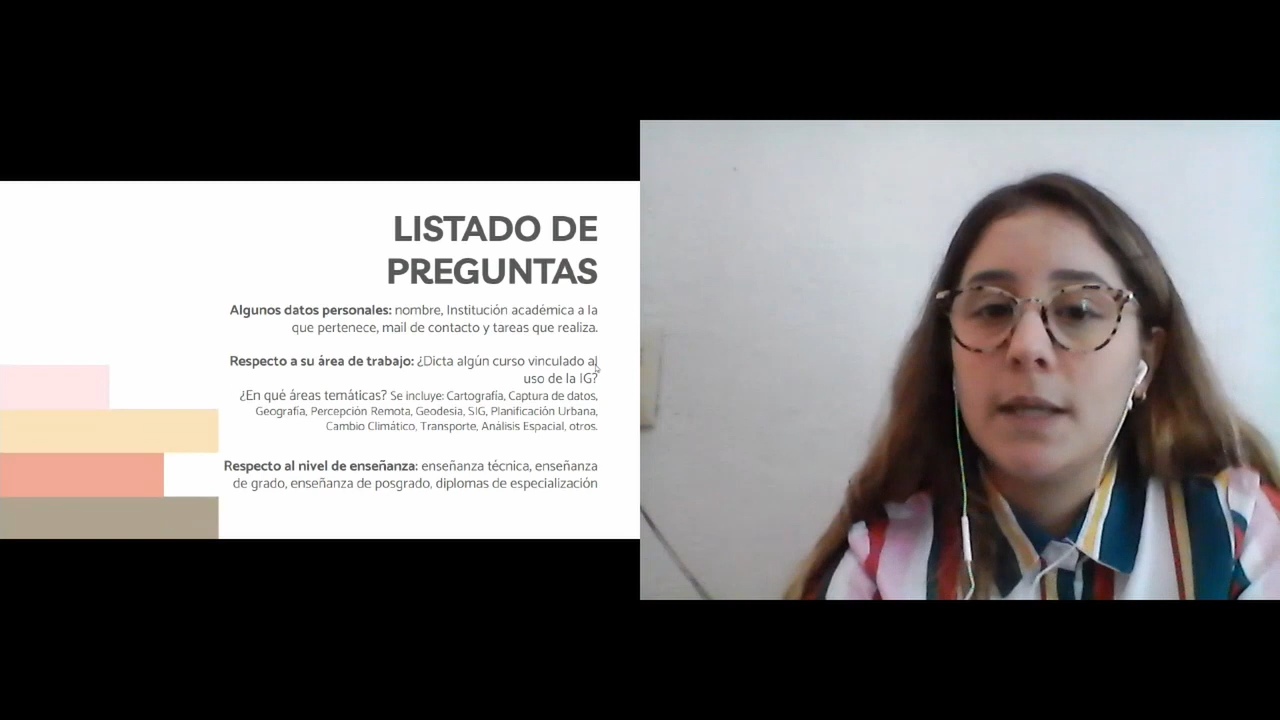 LISTADO DE
PREGUNTAS
Algunos datos personales: nombre, Institución académica a la
que pertenece, mail de contacto y tareas que realiza.
Respecto a su área de trabajo: ¿Dicta algún curso vinculado al
uso de la IG?
¿En qué áreas temáticas? Se incluye: Cartografía, Captura de datos,
Geografía, Percepción Remota, Geodesia, SIG, Planificación Urbana,
Cambio Climático, Transporte, Análisis Espacial, otros.
Respecto al nivel de enseñanza: enseñanza técnica, enseñanza
de grado, enseñanza de posgrado, diplomas de especialización